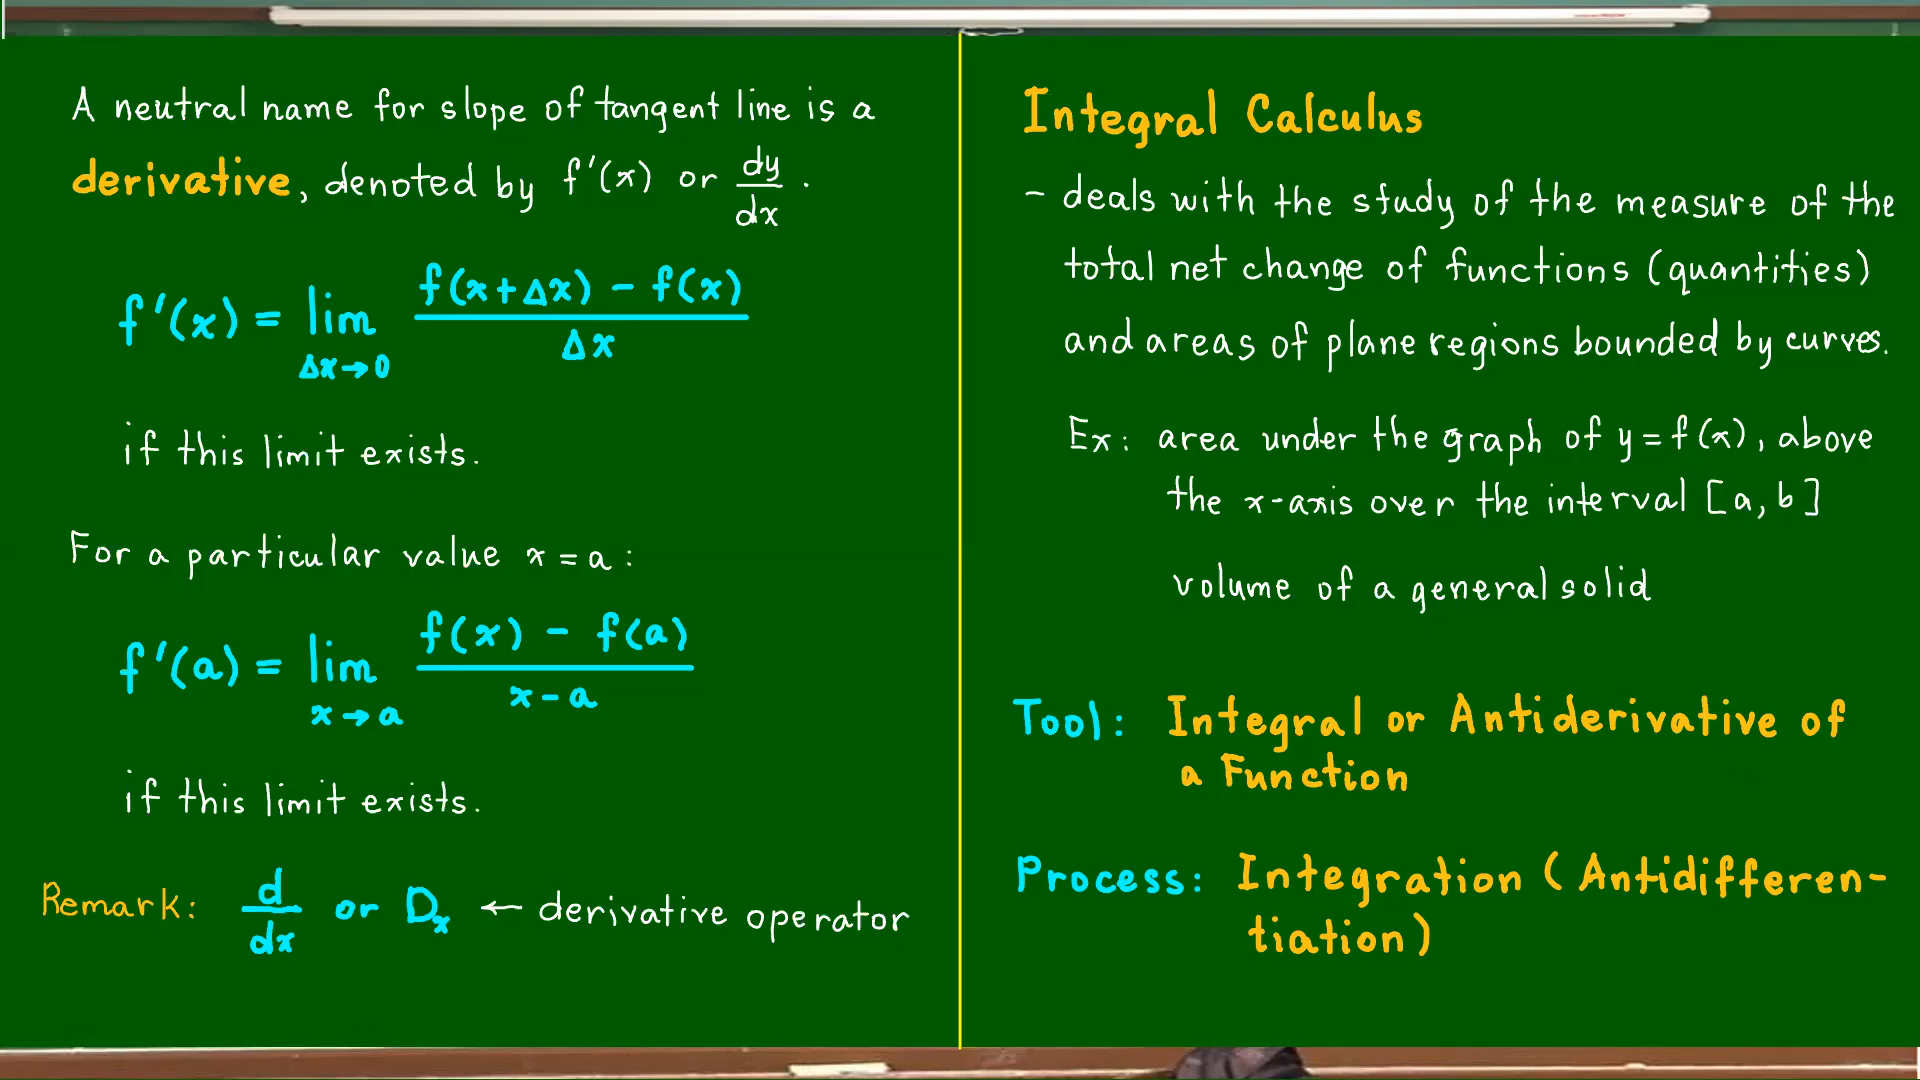 A neutral name for slope of tangent line is a
derivative, denoted by f'(x) or dy/dx.
f'(x) = lim Δx→0 (f(x+Δx) - f(x))/Δx
if this limit exists.
For a particular value x = a:
f'(a) = lim x→a (f(x) - f(a))/(x-a)
if this limit exists.
Remark: d/dx or Dₓ ← derivative operator
Integral Calculus
- deals with the study of the measure of the
total net change of functions (quantities)
and areas of plane regions bounded by curves.
Ex: area under the graph of y = f(x), above
the x-axis over the interval [a, b]
volume of a general solid
Tool: Integral or Antiderivative of
a Function
Process: Integration (Antidifferen-
tiation)